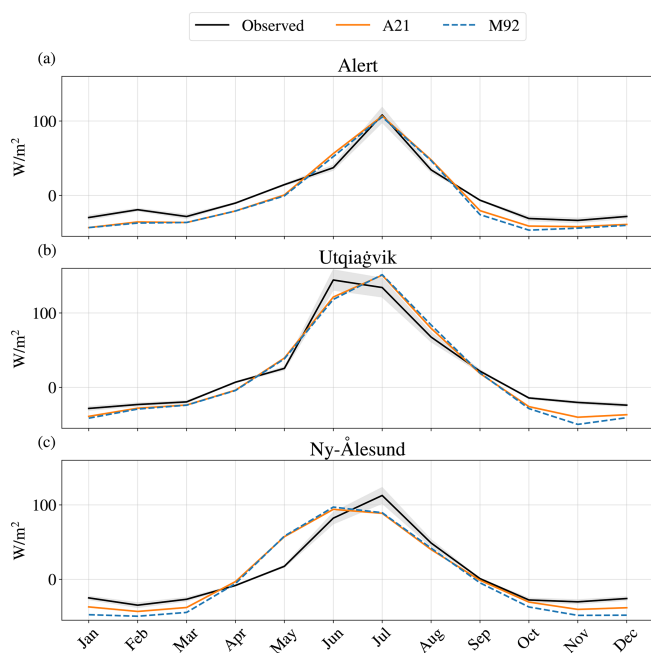 Observed A21 M92
(a)
Alert
100
0
W/m²
(b)
Utqiaġvik
100
0
W/m²
(c)
Ny-Ålesund
100
0
W/m²
Jan Feb Mar Apr May Jun Jul Aug Sep Oct Nov Dec